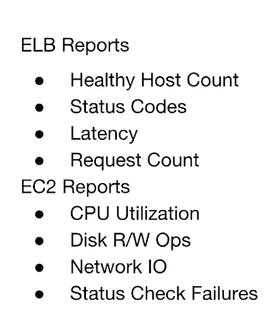 ELB Reports
● Healthy Host Count
● Status Codes
● Latency
● Request Count
EC2 Reports
● CPU Utilization
● Disk R/W Ops
● Network IO
● Status Check Failures